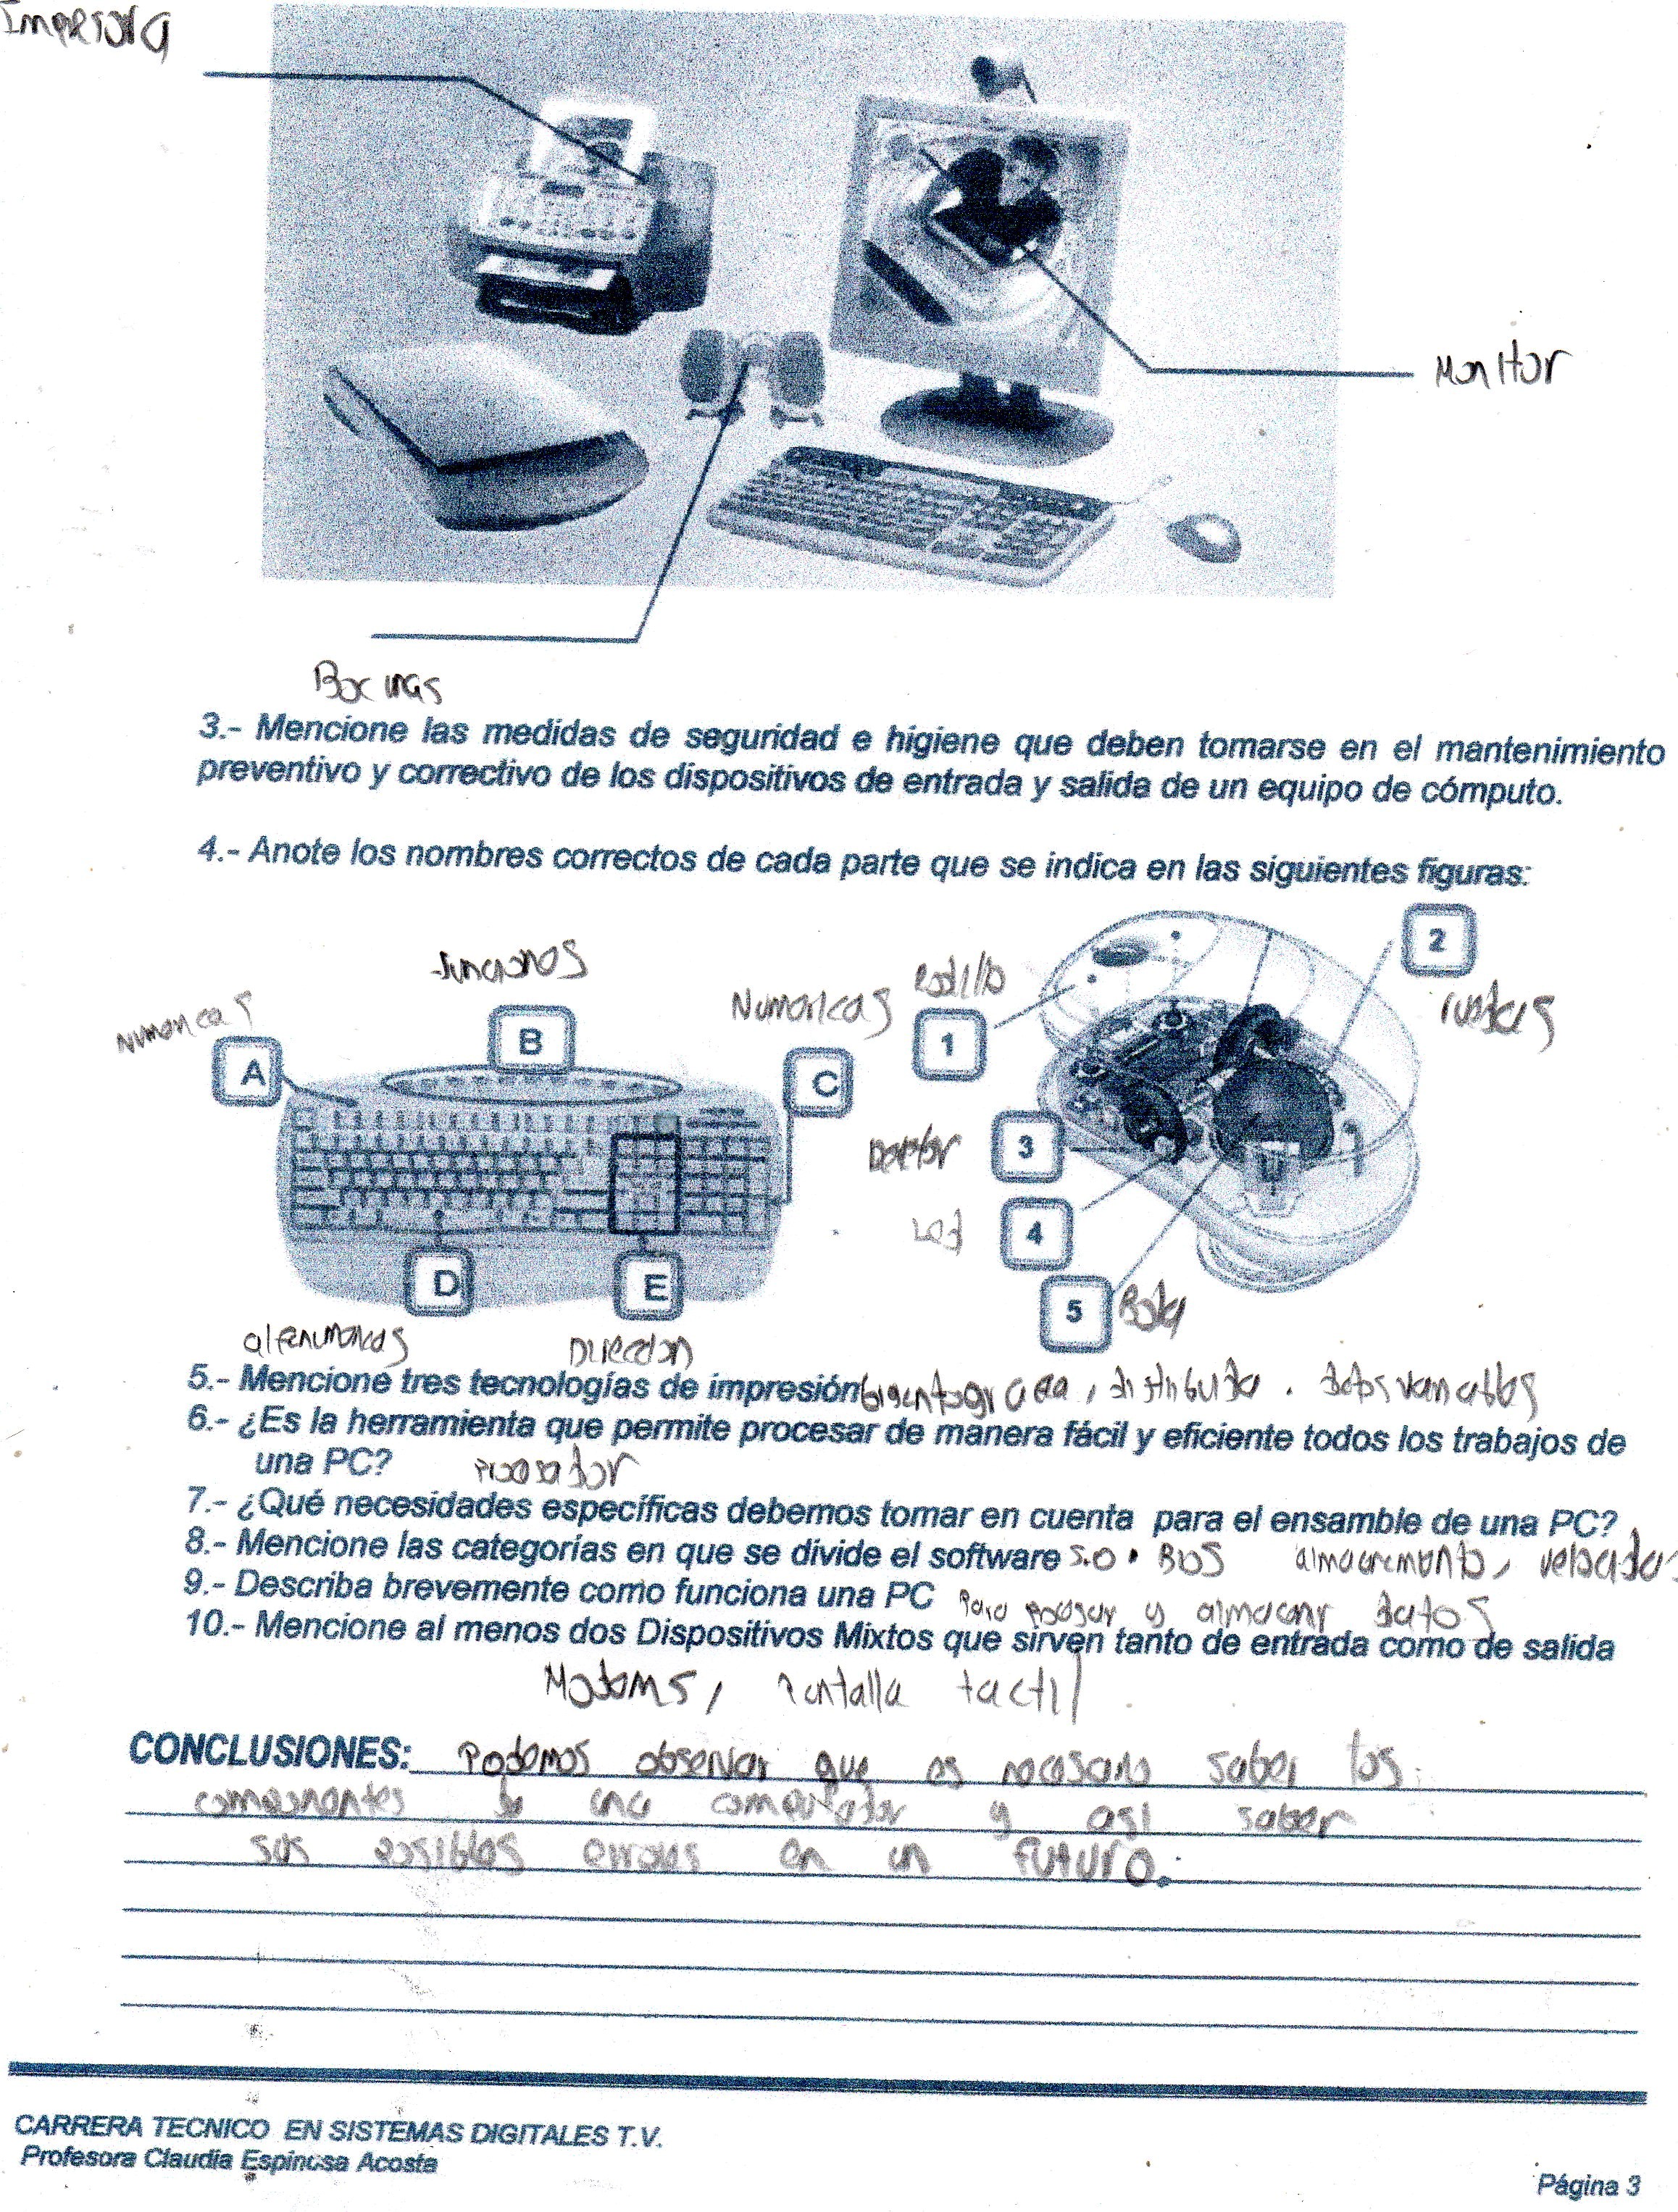 Impresora
Monitor
Bocinas
3.- Mencione las medidas de seguridad e higiene que deben tomarse en el mantenimiento
preventivo y correctivo de los dispositivos de entrada y salida de un equipo de cómputo.
4.- Anote los nombres correctos de cada parte que se indica en las siguientes figuras:
funciones
Numericas
Numericas
Rodillo
2
ruedas
A
B
C
1
3
Led
4
D
E
5
Bola
alfanumericas
Direccion
5.- Mencione tres tecnologías de impresión , distribuida . datos variables
6.- ¿Es la herramienta que permite procesar de manera fácil y eficiente todos los trabajos de
una PC? procesador
7.- ¿Qué necesidades específicas debemos tomar en cuenta para el ensamble de una PC?
8.- Mencione las categorías en que se divide el software S.O. BIOS almacenamiento, velocidad
9.- Describa brevemente como funciona una PC Para procesar y almacenar datos
10.- Mencione al menos dos Dispositivos Mixtos que sirven tanto de entrada como de salida
Modems, Pantalla tactil
CONCLUSIONES: Podemos observar que es necesario saber los
componentes de una computador y asi saber
sus posibles errores en un futuro.
CARRERA TECNICO EN SISTEMAS DIGITALES T.V.
Profesora Claudia Espinosa Acosta
Página 3